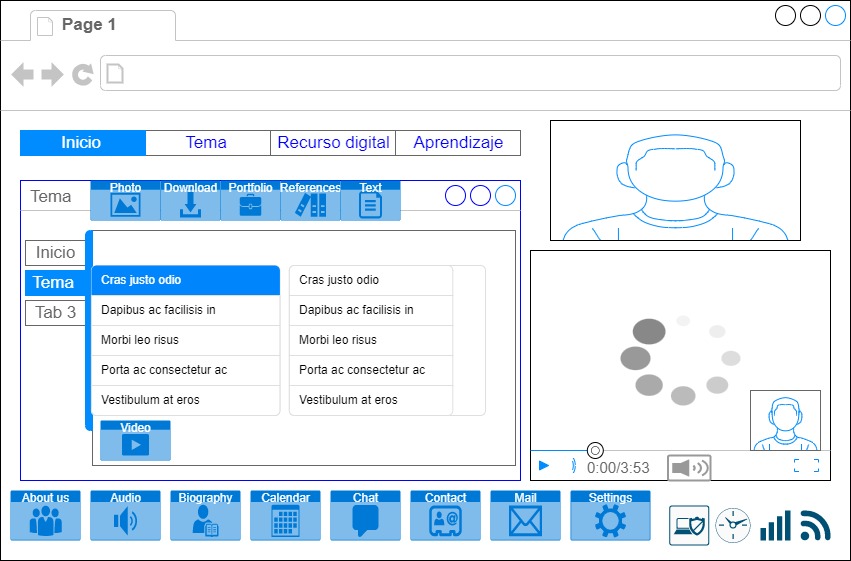 Page 1
Inicio Tema Recurso digital Aprendizaje
Tema
Photo Download Portfolio References Text
Inicio
Tema
Tab 3
Cras justo odio
Dapibus ac facilisis in
Morbi leo risus
Porta ac consectetur ac
Vestibulum at eros
Cras justo odio
Dapibus ac facilisis in
Morbi leo risus
Porta ac consectetur ac
Vestibulum at eros
Video
0:00/3:53
About us Audio Biography Calendar Chat Contact Mail Settings